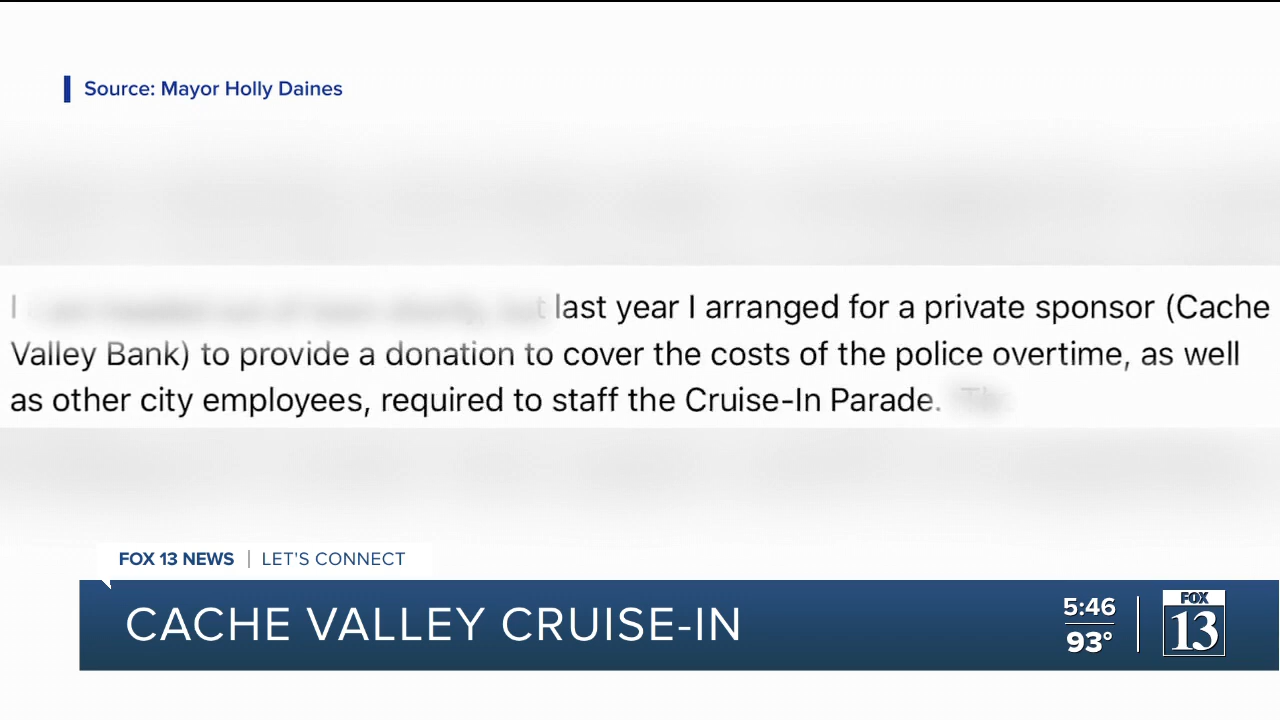 Source: Mayor Holly Daines
I last year I arranged for a private sponsor (Cache
Valley Bank) to provide a donation to cover the costs of the police overtime, as well
as other city employees, required to staff the Cruise-In Parade.
FOX 13 NEWS | LET'S CONNECT
CACHE VALLEY CRUISE-IN
5:46
93°
FOX
13